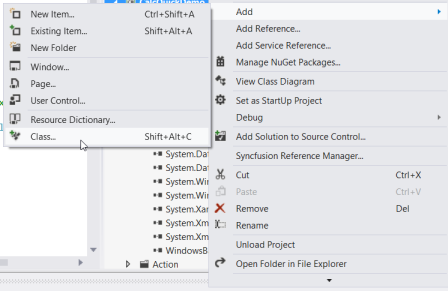 New Item... Ctrl+Shift+A
Existing Item... Shift+Alt+A
New Folder
Window...
Page...
User Control...
Resource Dictionary...
Class... Shift+Alt+C
System.Dat
System.Dat
System.Wi
System.Wi
System.Xa
System.Xm
System.Xm
WindowsB
Action
Add
Add Reference...
Add Service Reference...
Manage NuGet Packages...
View Class Diagram
Set as StartUp Project
Debug
Add Solution to Source Control...
Syncfusion Reference Manager...
Cut Ctrl+X
Paste Ctrl+V
Remove Del
Rename
Unload Project
Open Folder in File Explorer